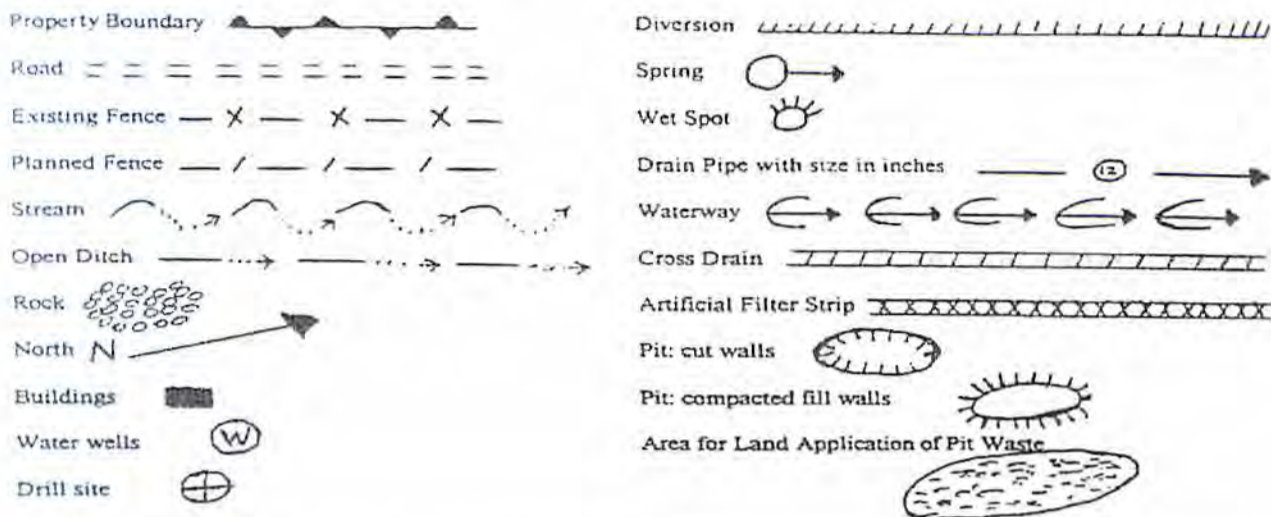 Property Boundary
Road
Existing Fence
Planned Fence
Stream
Open Ditch
Rock
North N
Buildings
Water wells W
Drill site
Diversion
Spring
Wet Spot
Drain Pipe with size in inches 12
Waterway
Cross Drain
Artificial Filter Strip
Pit: cut walls
Pit: compacted fill walls
Area for Land Application of Pit Waste